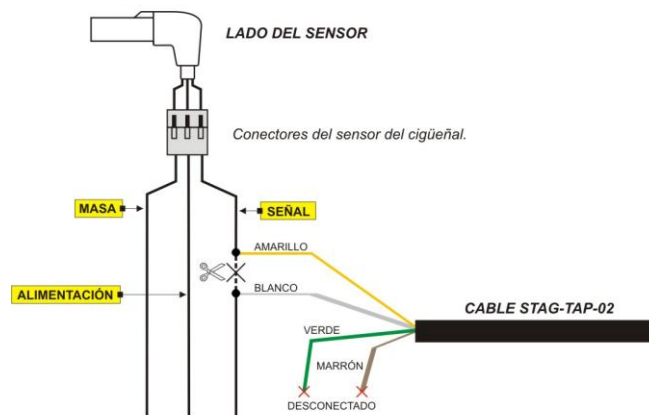 LADO DEL SENSOR
Conectores del sensor del cigüeñal.
MASA
SEÑAL
AMARILLO
ALIMENTACIÓN
BLANCO
CABLE STAG-TAP-02
VERDE
MARRÓN
DESCONECTADO